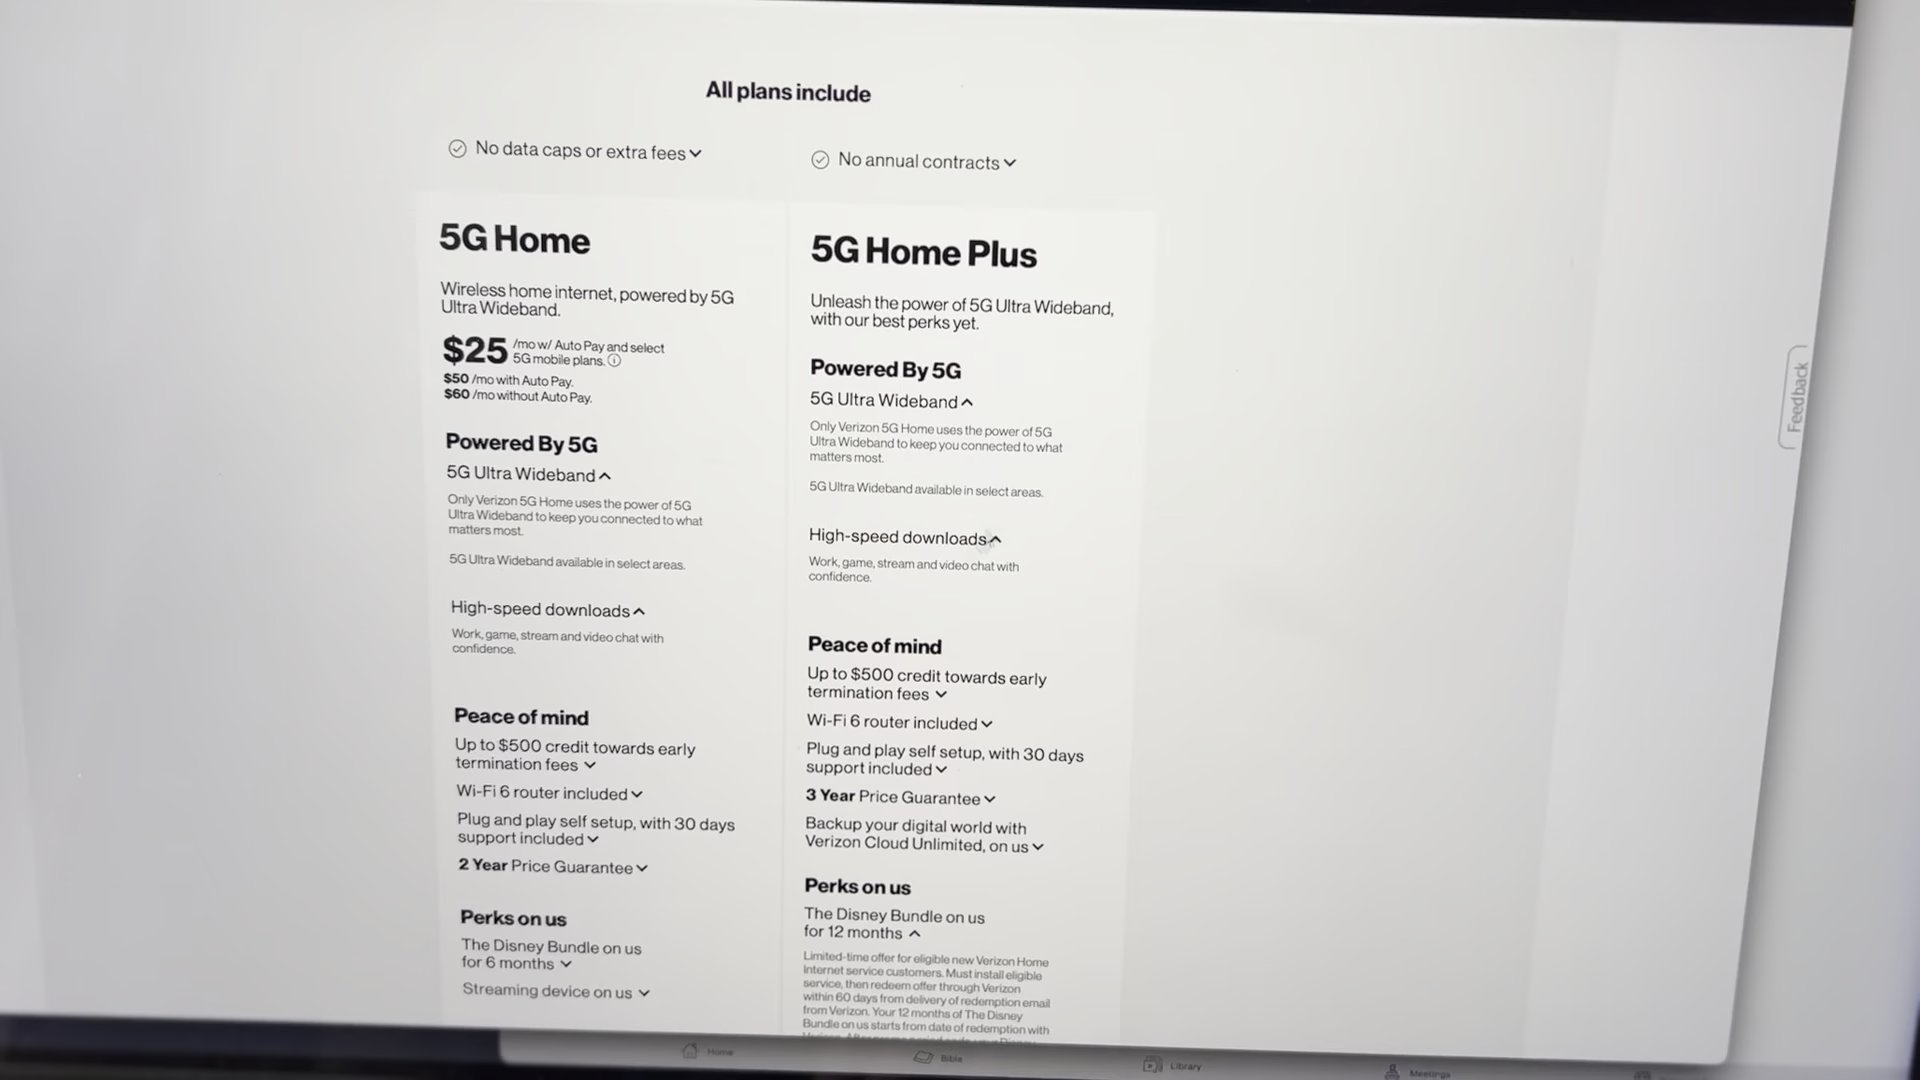 All plans include
No data caps or extra fees
No annual contracts
5G Home
Wireless home internet, powered by 5G
Ultra Wideband.
$25 /mo w/ Auto Pay and select
5G mobile plans.
$50 /mo with Auto Pay.
$60 /mo without Auto Pay.
Powered By 5G
5G Ultra Wideband
Only Verizon 5G Home uses the power of 5G
Ultra Wideband to keep you connected to what
matters most.
5G Ultra Wideband available in select areas.
High-speed downloads
Work, game, stream and video chat with
confidence.
Peace of mind
Up to $500 credit towards early
termination fees
Wi-Fi 6 router included
Plug and play self setup, with 30 days
support included
2 Year Price Guarantee
Perks on us
The Disney Bundle on us
for 6 months
Streaming device on us
5G Home Plus
Unleash the power of 5G Ultra Wideband,
with our best perks yet.
Powered By 5G
5G Ultra Wideband
Only Verizon 5G Home uses the power of 5G
Ultra Wideband to keep you connected to what
matters most.
5G Ultra Wideband available in select areas.
High-speed downloads
Work, game, stream and video chat with
confidence.
Peace of mind
Up to $500 credit towards early
termination fees
Wi-Fi 6 router included
Plug and play self setup, with 30 days
support included
3 Year Price Guarantee
Backup your digital world with
Verizon Cloud Unlimited, on us
Perks on us
The Disney Bundle on us
for 12 months
Limited-time offer for eligible new Verizon Home
Internet service customers. Must install eligible
service, then redeem offer through Verizon
within 60 days from delivery of redemption email
from Verizon. Your 12 months of The Disney
Bundle on us starts from date of redemption with
Feedback
Home
Bible
Library
Meetings